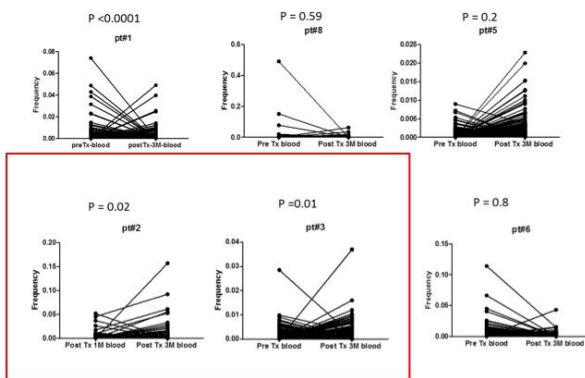 P <0.0001
pt#1
Frequency
0.08
0.06
0.04
0.02
0.00
preTx-blood postTx-3M-blood
P = 0.59
pt#8
Frequency
0.6
0.4
0.2
0.0
Pre Tx blood Post Tx 3M blood
P = 0.2
pt#5
Frequency
0.025
0.020
0.015
0.010
0.005
0.000
Pre Tx blood Post Tx 3M blood
P = 0.02
pt#2
Frequency
0.20
0.15
0.10
0.05
0.00
Post Tx 1M blood Post Tx 3M blood
P =0.01
pt#3
Frequency
0.04
0.03
0.02
0.01
0.00
Pre Tx blood Post Tx 3M blood
P = 0.8
pt#6
Frequency
0.15
0.10
0.05
0.00
Pre Tx blood Post Tx 3M blood